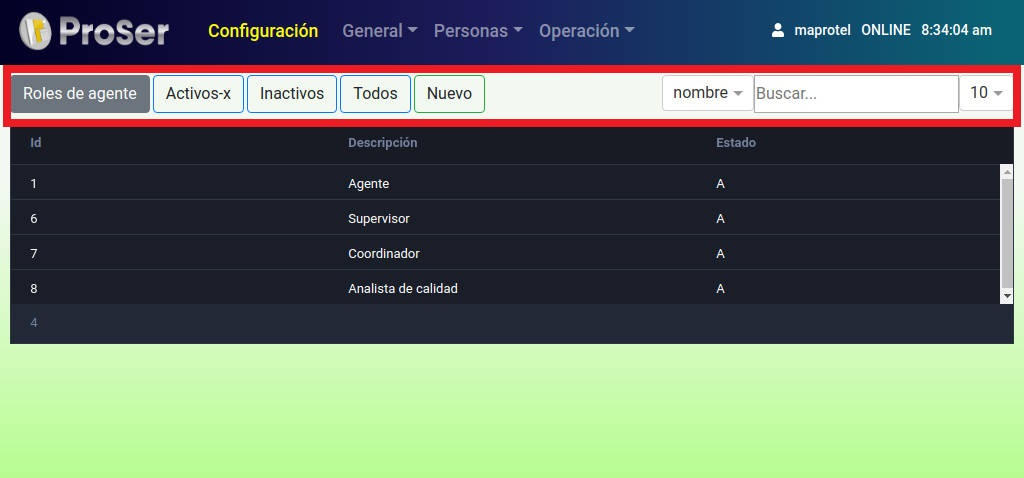 ProSer Configuración General Personas Operación maprotel ONLINE 8:34:04 am
Roles de agente Activos-x Inactivos Todos Nuevo nombre Buscar... 10
Id Descripción Estado
1 Agente A
6 Supervisor A
7 Coordinador A
8 Analista de calidad A
4